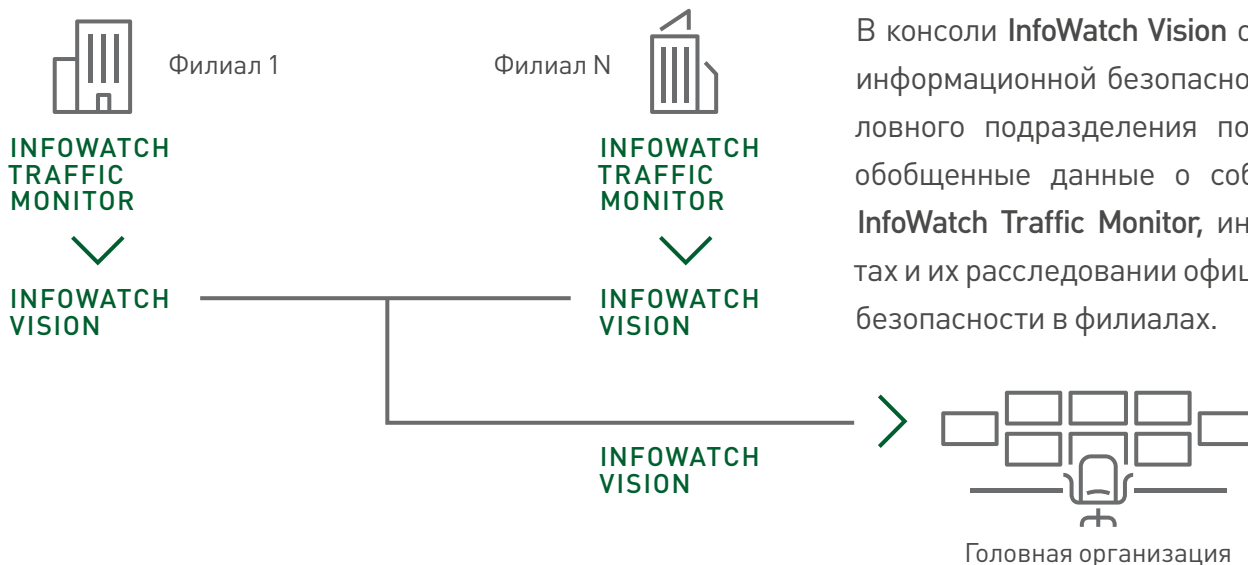 Филиал 1
INFOWATCH
TRAFFIC
MONITOR
INFOWATCH
VISION
Филиал N
INFOWATCH
TRAFFIC
MONITOR
INFOWATCH
VISION
INFOWATCH
VISION
В консоли InfoWatch Vision
информационной
ловного подразделения
обобщенные данные о
InfoWatch Traffic Monitor,
тах и их расследовании
безопасности в филиалах.
Головная организация